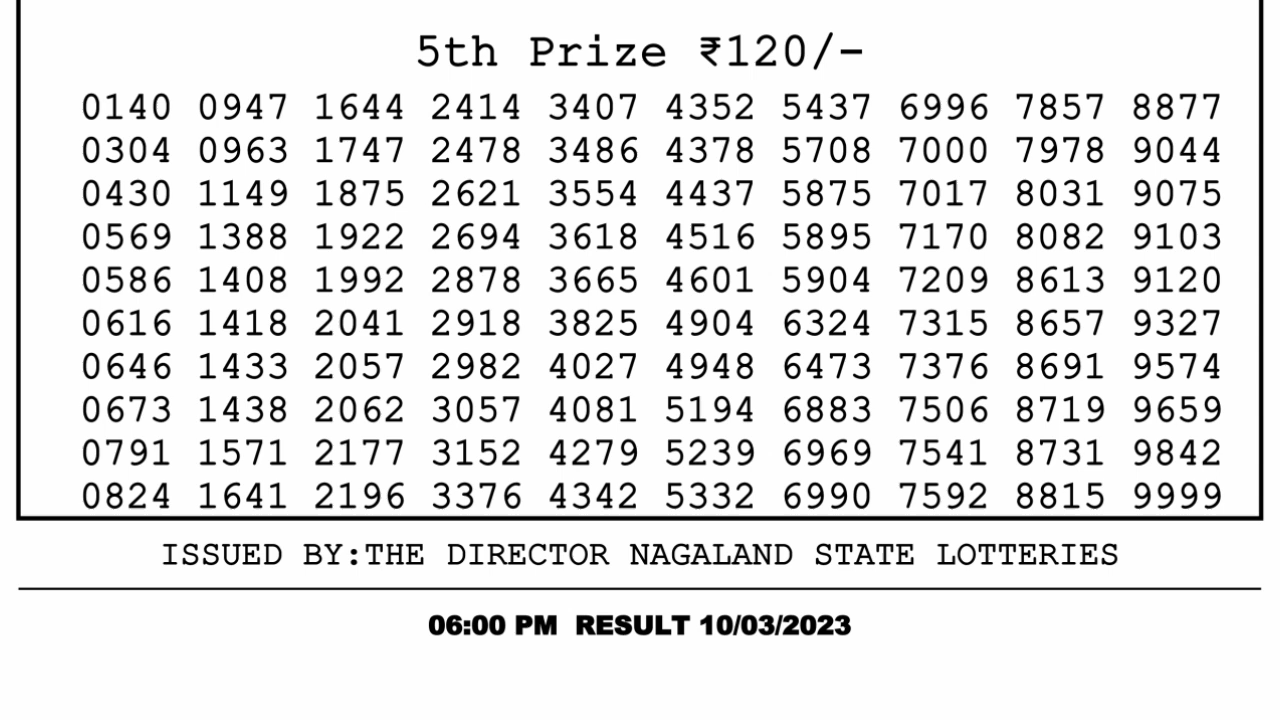 5th Prize ₹120/-
0140 0947 1644 2414 3407 4352 5437 6996 7857 8877
0304 0963 1747 2478 3486 4378 5708 7000 7978 9044
0430 1149 1875 2621 3554 4437 5875 7017 8031 9075
0569 1388 1922 2694 3618 4516 5895 7170 8082 9103
0586 1408 1992 2878 3665 4601 5904 7209 8613 9120
0616 1418 2041 2918 3825 4904 6324 7315 8657 9327
0646 1433 2057 2982 4027 4948 6473 7376 8691 9574
0673 1438 2062 3057 4081 5194 6883 7506 8719 9659
0791 1571 2177 3152 4279 5239 6969 7541 8731 9842
0824 1641 2196 3376 4342 5332 6990 7592 8815 9999
ISSUED BY:THE DIRECTOR NAGALAND STATE LOTTERIES
06:00 PM RESULT 10/03/2023